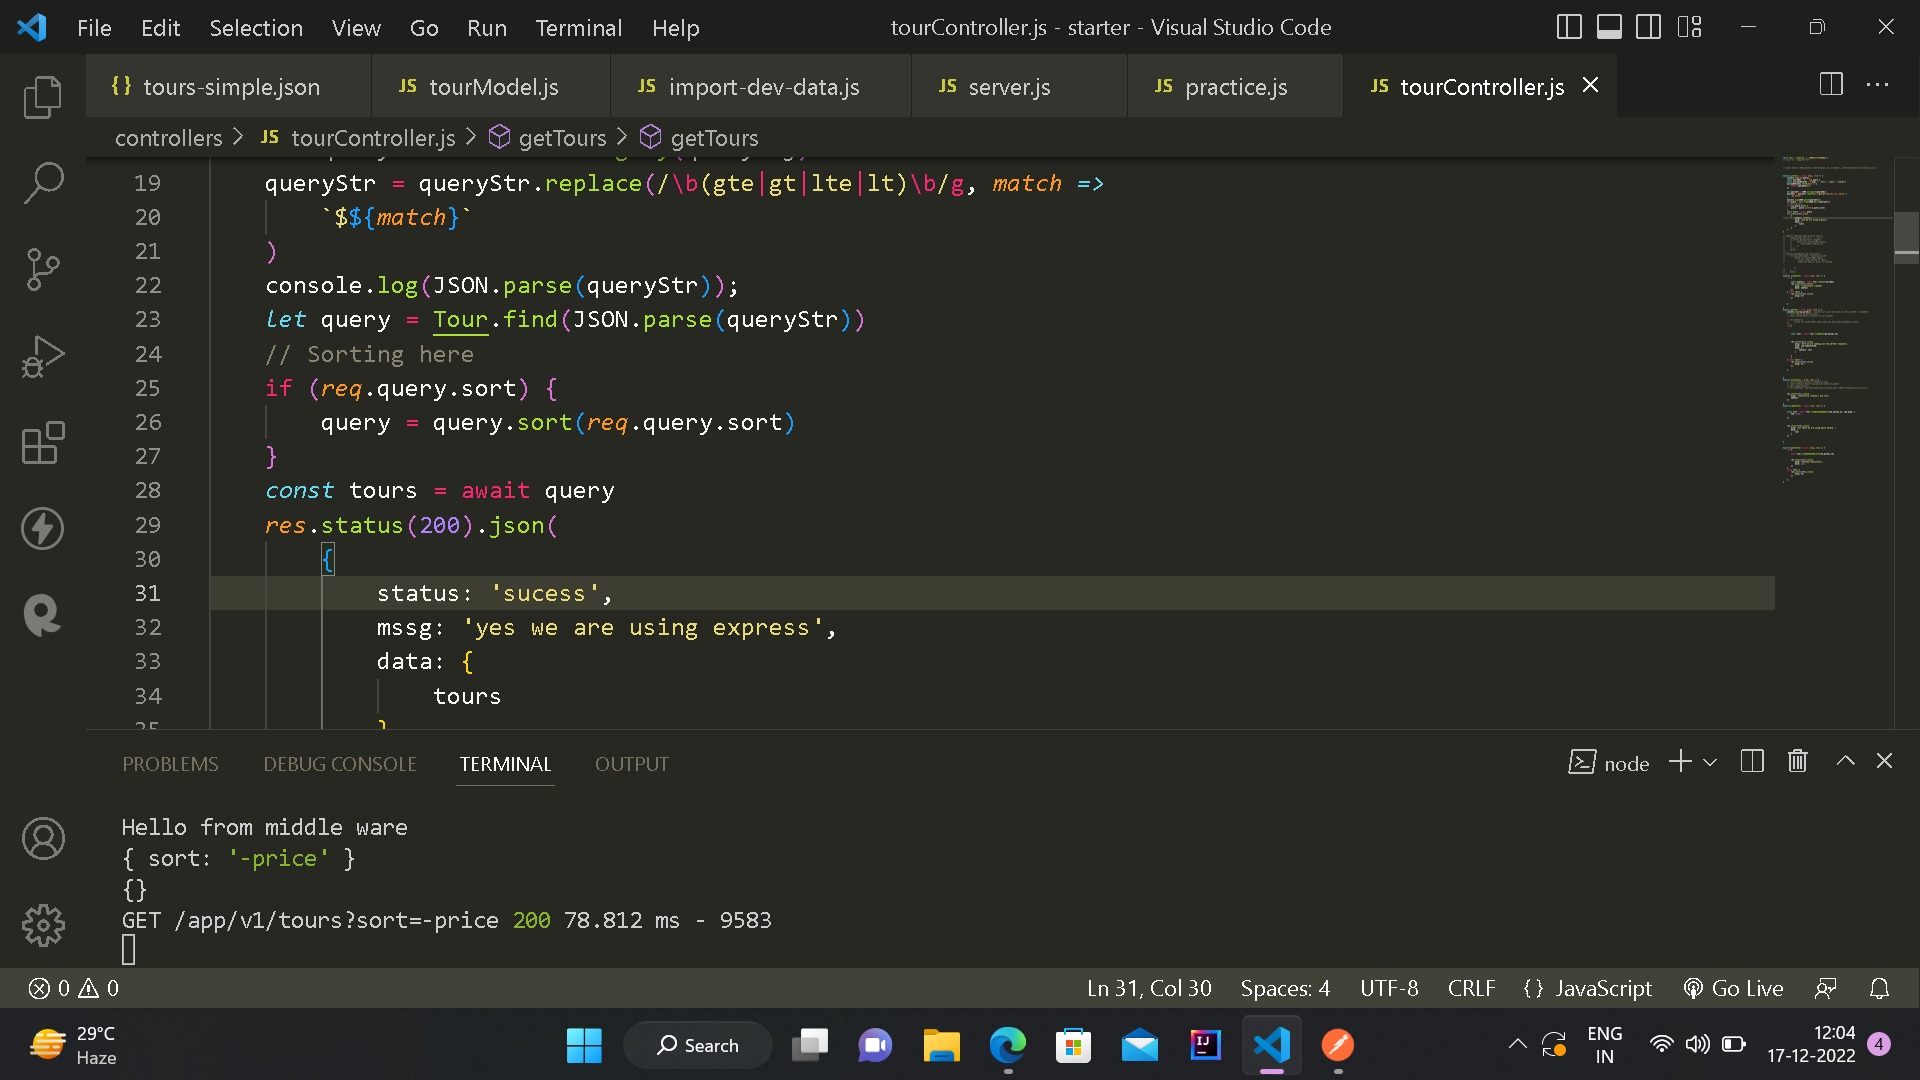 File Edit Selection View Go Run Terminal Help tourController.js - starter - Visual Studio Code
{} tours-simple.json JS tourModel.js JS import-dev-data.js JS server.js JS practice.js JS tourController.js
controllers > JS tourController.js > getTours > getTours
19 queryStr = queryStr.replace(/\b(gte|gt|lte|lt)\b/g, match =>
20 `$${match}`
21 )
22 console.log(JSON.parse(queryStr));
23 let query = Tour.find(JSON.parse(queryStr))
24 // Sorting here
25 if (req.query.sort) {
26 query = query.sort(req.query.sort)
27 }
28 const tours = await query
29 res.status(200).json(
30 {
31 status: 'sucess',
32 mssg: 'yes we are using express',
33 data: {
34 tours
35 }
PROBLEMS DEBUG CONSOLE TERMINAL OUTPUT node
Hello from middle ware
{ sort: '-price' }
{}
GET /app/v1/tours?sort=-price 200 78.812 ms - 9583
0 0 Ln 31, Col 30 Spaces: 4 UTF-8 CRLF {} JavaScript Go Live
29°C
Haze
Search
IJ
ENG
IN
12:04
17-12-2022
4